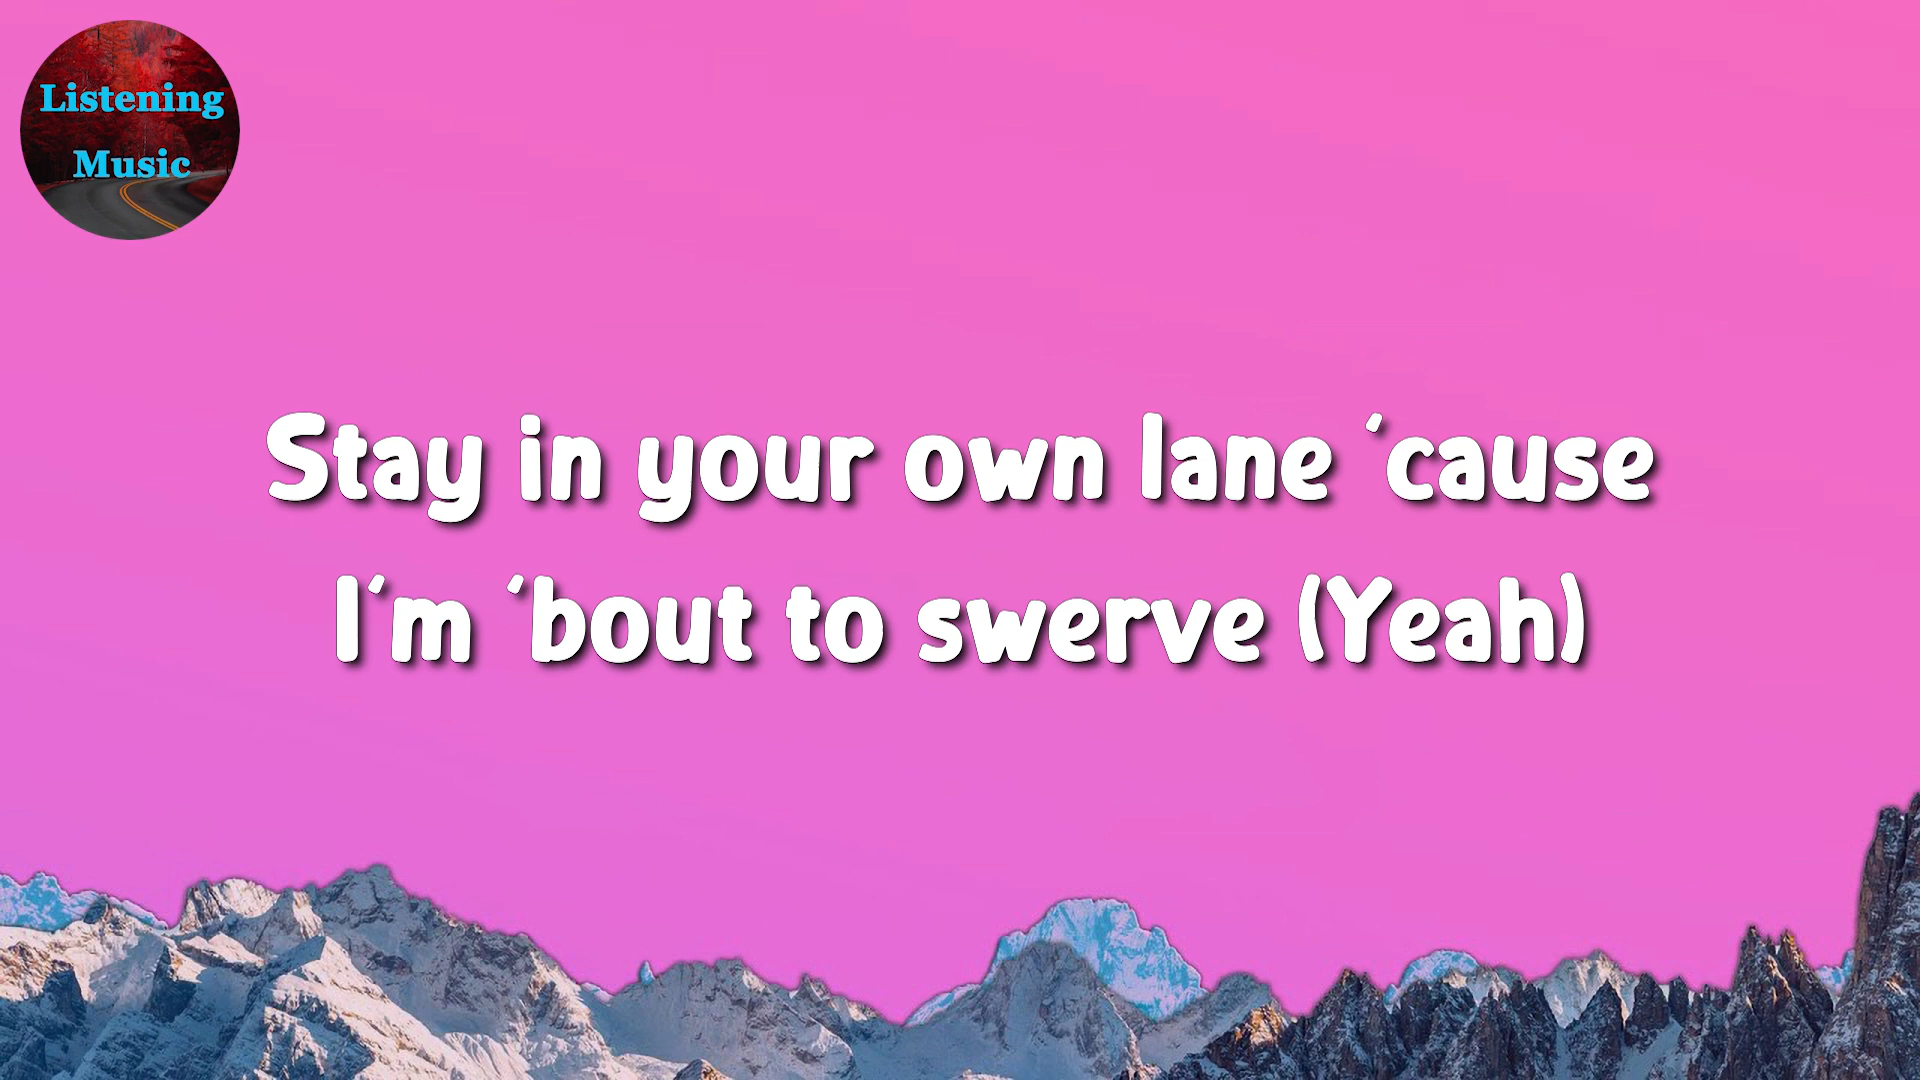 Listening
Music
Stay in your own lane 'cause
I'm 'bout to swerve (Yeah)